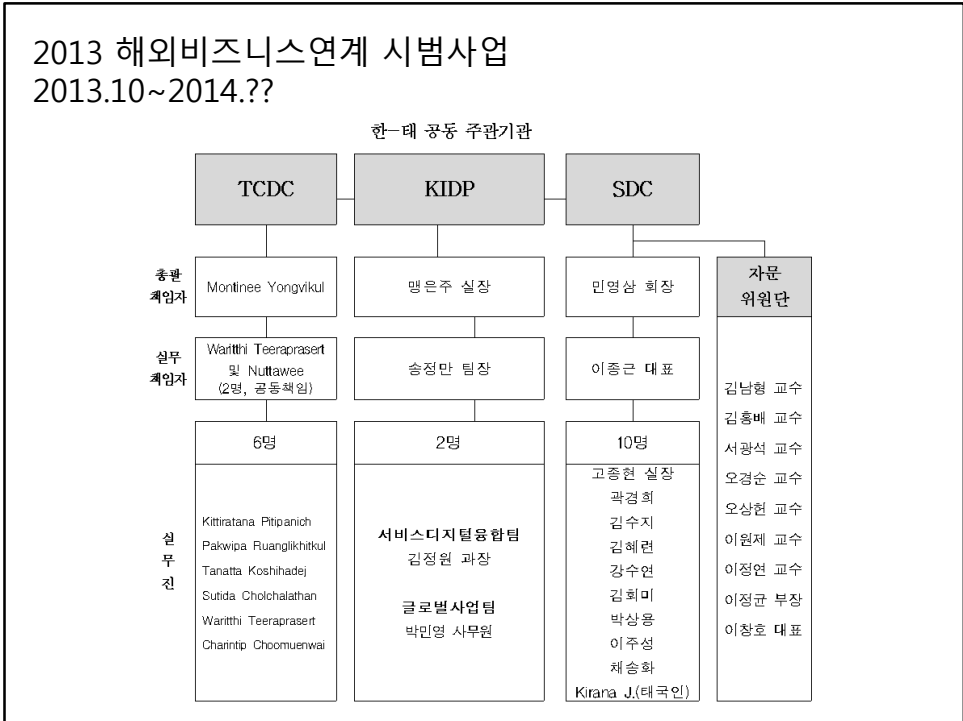 2013 해외비즈니스연계 시범사업
2013.10~2014.??
한-태 공동 주관기관
TCDC
KIDP
SDC
총괄
책임자
Montinee Yongvikul
맹은주 실장
민영삼 회장
자문
위원단
실무
책임자
Waritthi Teeraprasert
및 Nuttawee
(2명, 공동책임)
송정만 팀장
이종근 대표
실
무
진
6명
Kittiratana Pitipanich
Pakwipa Ruanglikhitkul
Tanatta Koshihadej
Sutida Cholchalathan
Waritthi Teeraprasert
Charintip Choomuenwai
2명
서비스디지털융합팀
김정원 과장
글로벌사업팀
박민영 사무원
10명
고종현 실장
곽경희
김수지
김혜련
강수연
김희미
박상용
이주성
채송화
Kirana J.(태국인)
김남형 교수
김홍배 교수
서광석 교수
오경순 교수
오상헌 교수
이원제 교수
이정연 교수
이정균 부장
이창호 대표